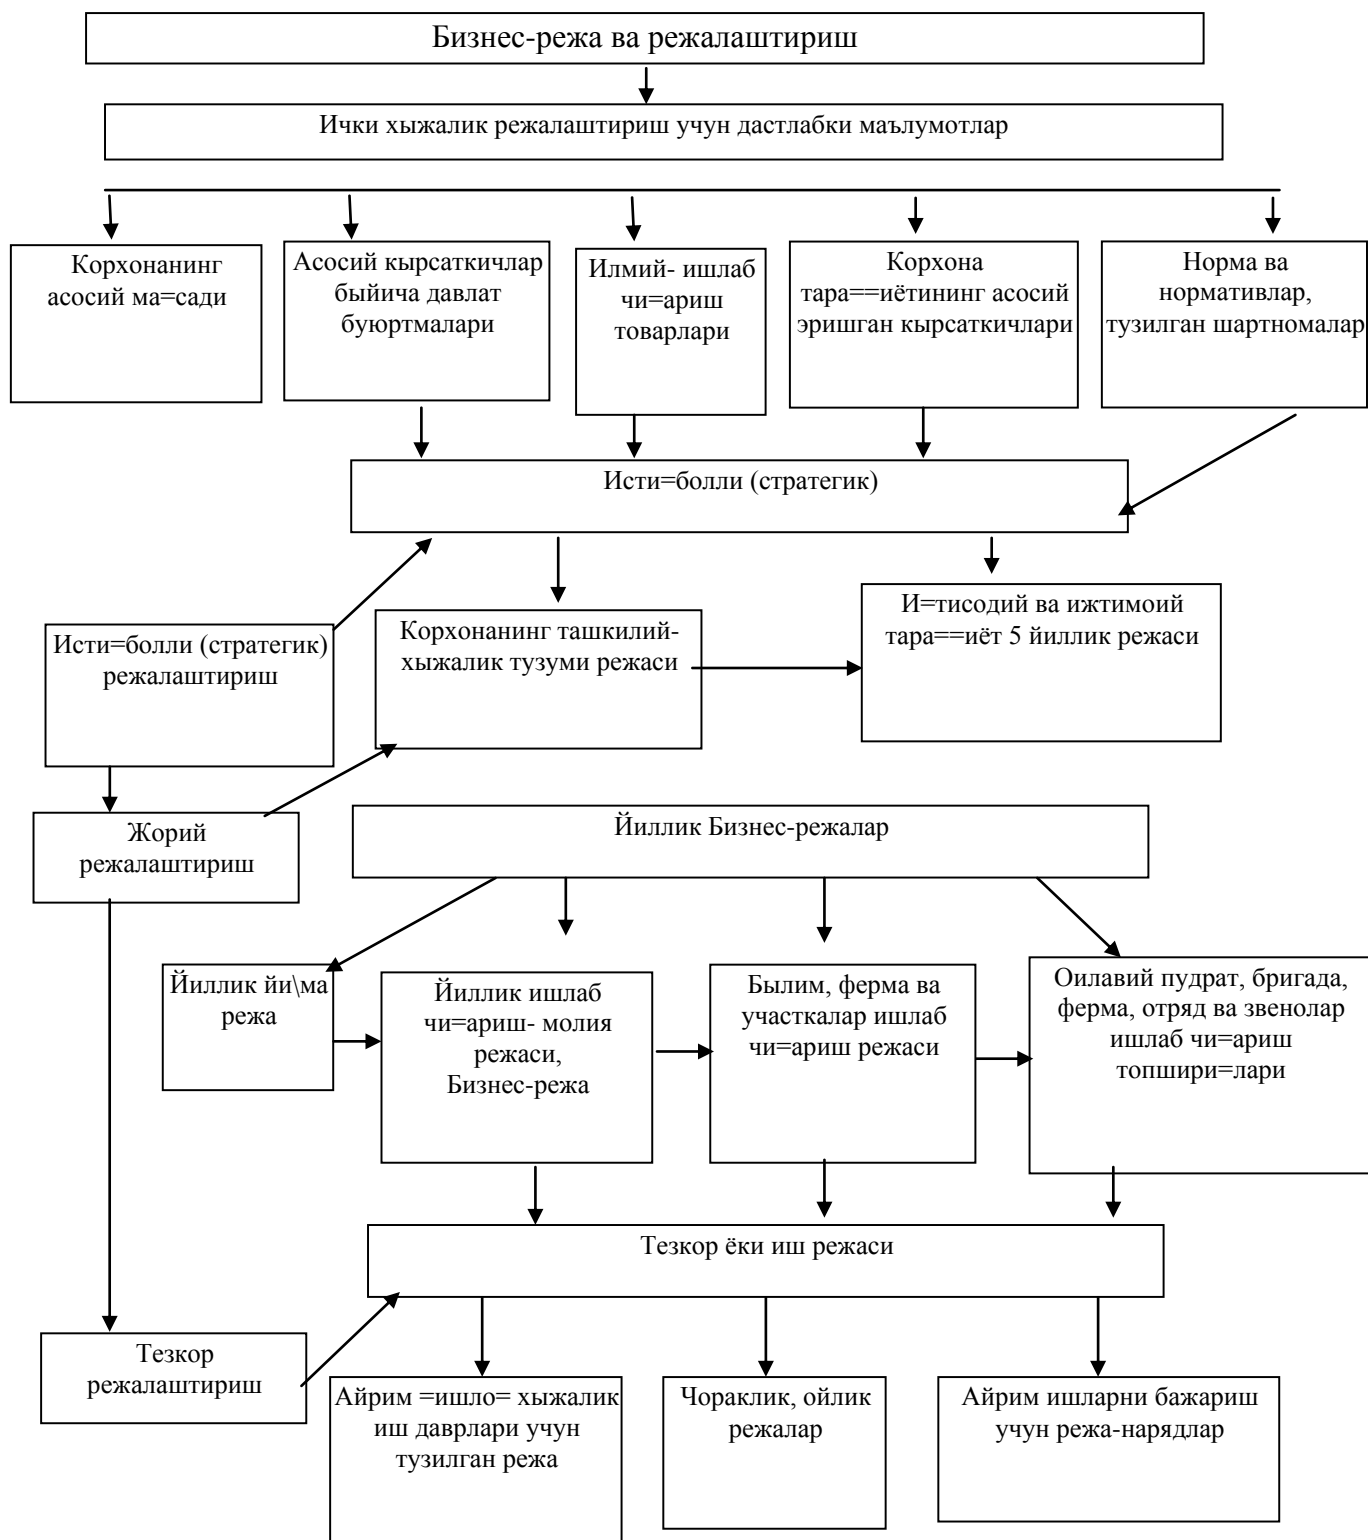 Бизнес-режа ва режалаштириш
Ички хыжалик режалаштириш учун дастлабки маълумотлар
Корхонанинг
асосий ма=сади
Асосий кырсаткичлар
быйича давлат
буюртмалари
Илмий- ишлаб
чи=ариш
товарлари
Корхона
тара==иётининг асосий
эришган кырсаткичлари
Норма ва
нормативлар,
тузилган шартномалар
Исти=болли (стратегик)
Исти=болли (стратегик)
режалаштириш
Корхонанинг ташкилий-
хыжалик тузуми режаси
И=тисодий ва ижтимоий
тара==иёт 5 йиллик режаси
Жорий
режалаштириш
Йиллик Бизнес-режалар
Йиллик йи\ма
режа
Йиллик ишлаб
чи=ариш- молия
режаси,
Бизнес-режа
Былим, ферма ва
участкалар ишлаб
чи=ариш режаси
Оилавий пудрат, бригада,
ферма, отряд ва звенолар
ишлаб чи=ариш
топшири=лари
Тезкор ёки иш режаси
Тезкор
режалаштириш
Айрим =ишло= хыжалик
иш даврлари учун
тузилган режа
Чораклик, ойлик
режалар
Айрим ишларни бажариш
учун режа-нарядлар